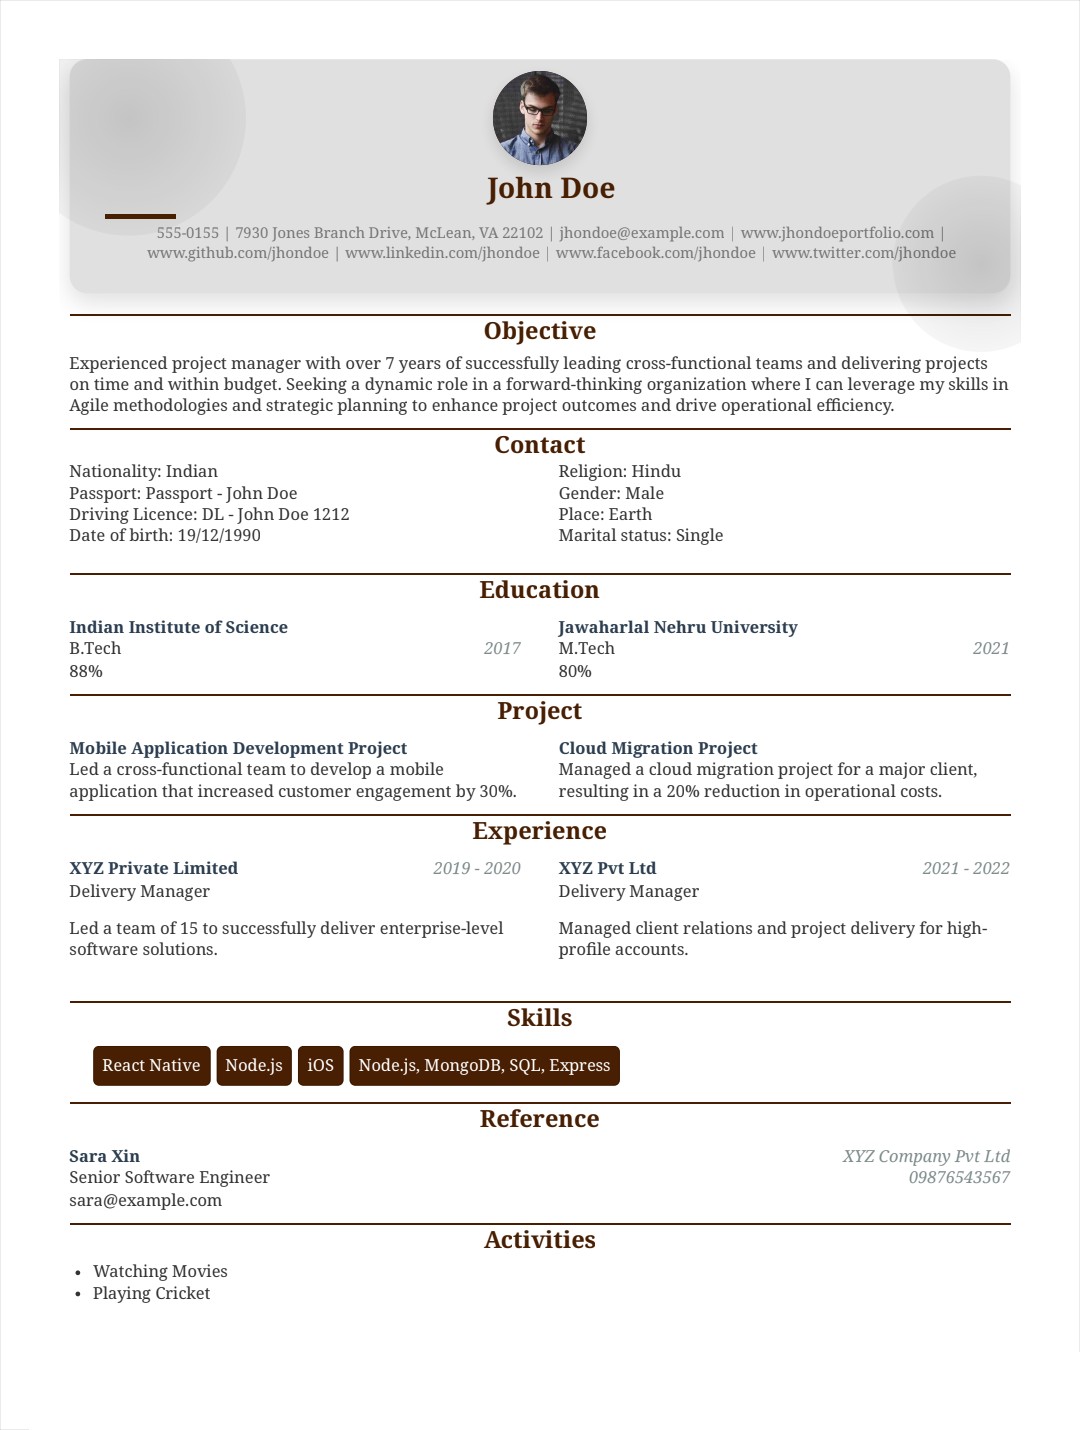 John Doe
555-0155 | 7930 Jones Branch Drive, McLean, VA 22102 | jhondoe@example.com | www.jhondoeportfolio.com |
www.github.com/jhondoe | www.linkedin.com/jhondoe | www.facebook.com/jhondoe | www.twitter.com/jhondoe
Objective
Experienced project manager with over 7 years of successfully leading cross-functional teams and delivering projects
on time and within budget. Seeking a dynamic role in a forward-thinking organization where I can leverage my skills in
Agile methodologies and strategic planning to enhance project outcomes and drive operational efficiency.
Contact
Nationality: Indian
Passport: Passport - John Doe
Driving Licence: DL - John Doe 1212
Date of birth: 19/12/1990
Religion: Hindu
Gender: Male
Place: Earth
Marital status: Single
Education
Indian Institute of Science
B.Tech 2017
88%
Jawaharlal Nehru University
M.Tech 2021
80%
Project
Mobile Application Development Project
Led a cross-functional team to develop a mobile
application that increased customer engagement by 30%.
Cloud Migration Project
Managed a cloud migration project for a major client,
resulting in a 20% reduction in operational costs.
Experience
XYZ Private Limited 2019 - 2020
Delivery Manager
Led a team of 15 to successfully deliver enterprise-level
software solutions.
XYZ Pvt Ltd 2021 - 2022
Delivery Manager
Managed client relations and project delivery for high-
profile accounts.
Skills
React Native Node.js iOS Node.js, MongoDB, SQL, Express
Reference
Sara Xin XYZ Company Pvt Ltd
Senior Software Engineer 09876543567
sara@example.com
Activities
• Watching Movies
• Playing Cricket